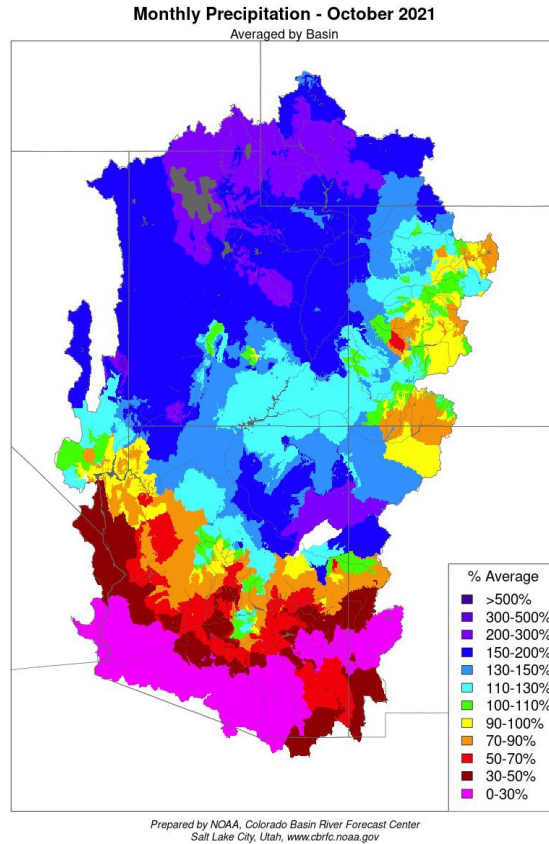 Monthly Precipitation - October 2021
Averaged by Basin
% Average
>500%
300-500%
200-300%
150-200%
130-150%
110-130%
100-110%
90-100%
70-90%
50-70%
30-50%
0-30%
Prepared by NOAA, Colorado Basin River Forecast Center
Salt Lake City, Utah, www.cbrfc.noaa.gov